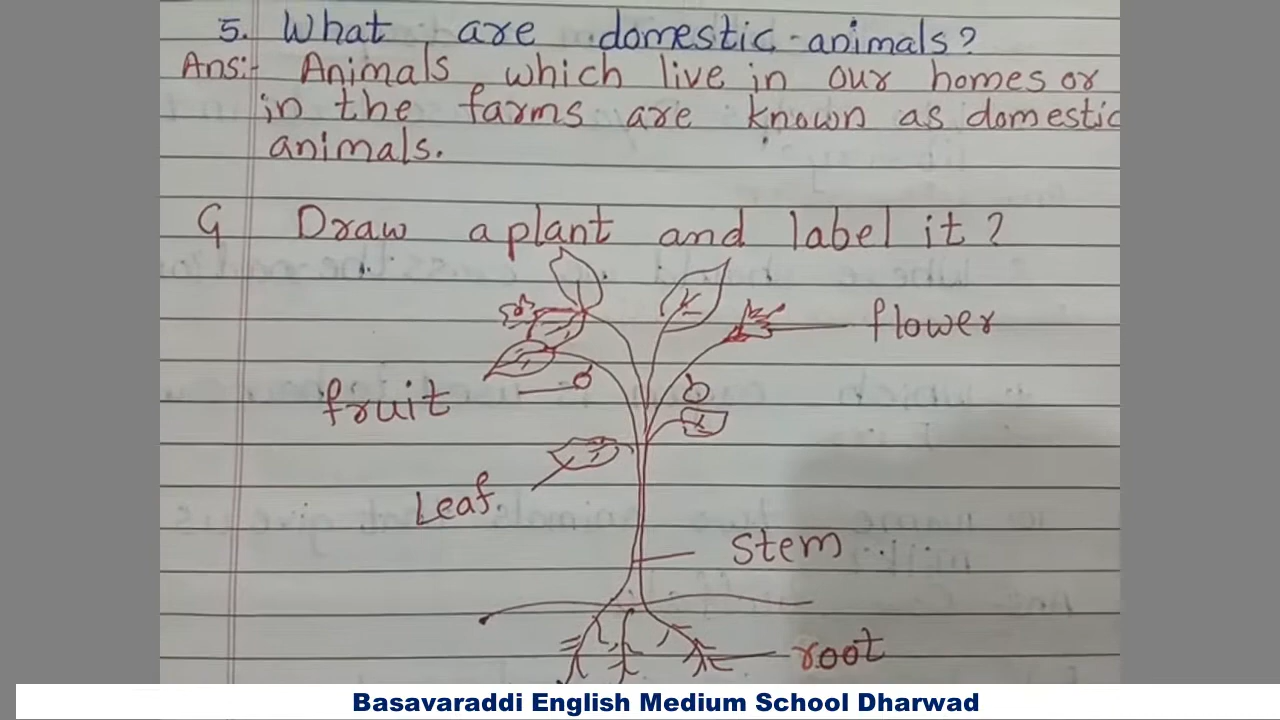 5. What are domestic animals?
Ans:- Animals which live in our homes or
in the farms are known as domestic
animals.
G Draw a plant and label it?
flower
fruit
Leaf.
stem
root
Basavaraddi English Medium School Dharwad